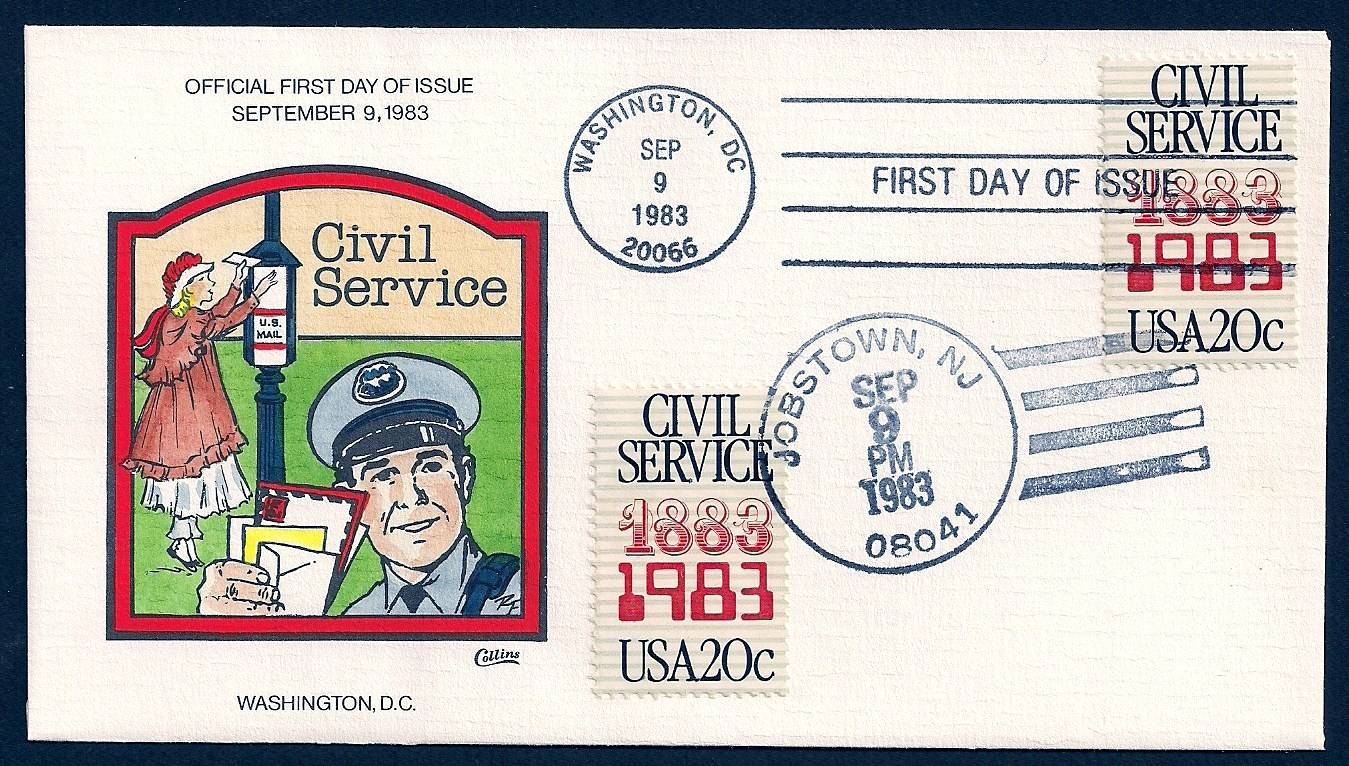 OFFICIAL FIRST DAY OF ISSUE
SEPTEMBER 9, 1983
Civil
Service
U.S.
MAIL
RF
Collins
WASHINGTON, D.C.
WASHINGTON, DC
SEP
9
1983
20066
FIRST DAY OF ISSUE
CIVIL
SERVICE
1883
1983
USA20c
JOBSTOWN, NJ
SEP
9
PM
1983
08041
CIVIL
SERVICE
1883
1983
USA20c